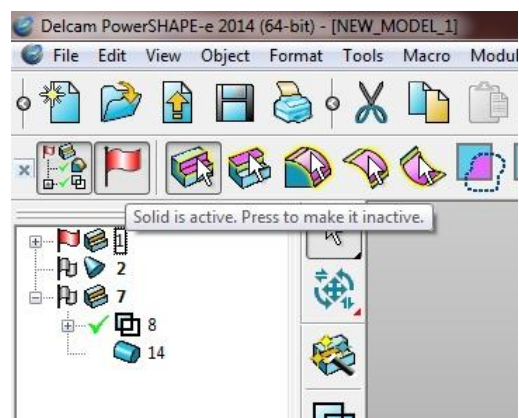 Delcam PowerSHAPE-e 2014 (64-bit) - [NEW_MODEL_1]
File Edit View Object Format Tools Macro Modul
Solid is active. Press to make it inactive.
1
2
7
8
14